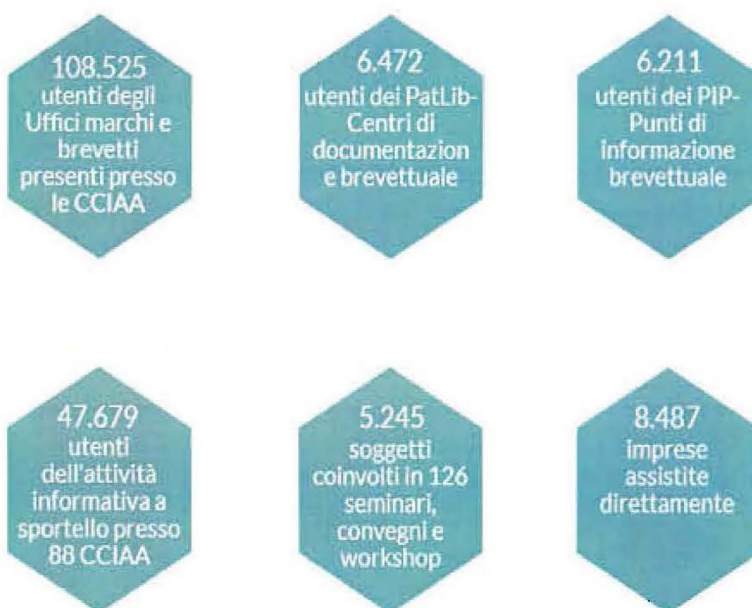 108.525
utenti degli
Uffici marchi e
brevetti
presenti presso
le CCIAA
6.472
utenti dei PatLib-
Centri di
documentazion
e brevettuale
6.211
utenti dei PIP-
Punti di
informazione
brevettuale
47.679
utenti
dell'attività
informativa a
sportello presso
88 CCIAA
5.245
soggetti
coinvolti in 126
seminari,
convegni e
workshop
8.487
imprese
assistite
direttamente